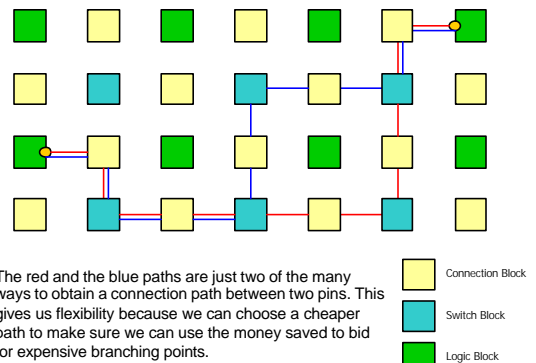 The red and the blue paths are just two of the many
ways to obtain a connection path between two pins. This
gives us flexibility because we can choose a cheaper
path to make sure we can use the money saved to bid
for expensive branching points.
Connection Block
Switch Block
Logic Block